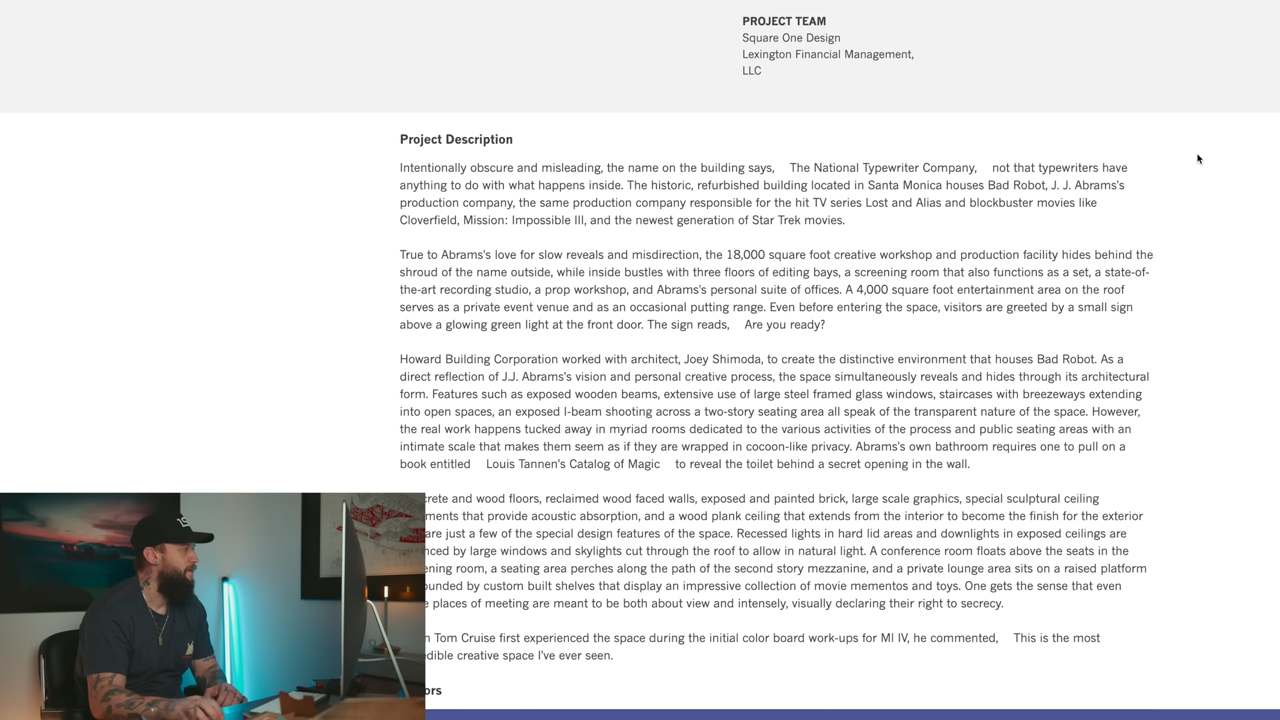 PROJECT TEAM
Square One Design
Lexington Financial Management,
LLC
Project Description
Intentionally obscure and misleading, the name on the building says, The National Typewriter Company, not that typewriters have
anything to do with what happens inside. The historic, refurbished building located in Santa Monica houses Bad Robot, J. J. Abrams's
production company, the same production company responsible for the hit TV series Lost and Alias and blockbuster movies like
Cloverfield, Mission: Impossible III, and the newest generation of Star Trek movies.
True to Abrams's love for slow reveals and misdirection, the 18,000 square foot creative workshop and production facility hides behind the
shroud of the name outside, while inside bustles with three floors of editing bays, a screening room that also functions as a set, a state-of-
the-art recording studio, a prop workshop, and Abrams's personal suite of offices. A 4,000 square foot entertainment area on the roof
serves as a private event venue and as an occasional putting range. Even before entering the space, visitors are greeted by a small sign
above a glowing green light at the front door. The sign reads, Are you ready?
Howard Building Corporation worked with architect, Joey Shimoda, to create the distinctive environment that houses Bad Robot. As a
direct reflection of J.J. Abrams's vision and personal creative process, the space simultaneously reveals and hides through its architectural
form. Features such as exposed wooden beams, extensive use of large steel framed glass windows, staircases with breezeways extending
into open spaces, an exposed I-beam shooting across a two-story seating area all speak of the transparent nature of the space. However,
the real work happens tucked away in myriad rooms dedicated to the various activities of the process and public seating areas with an
intimate scale that makes them seem as if they are wrapped in cocoon-like privacy. Abrams's own bathroom requires one to pull on a
book entitled Louis Tannen's Catalog of Magic to reveal the toilet behind a secret opening in the wall.
crete and wood floors, reclaimed wood faced walls, exposed and painted brick, large scale graphics, special sculptural ceiling
ments that provide acoustic absorption, and a wood plank ceiling that extends from the interior to become the finish for the exterior
are just a few of the special design features of the space. Recessed lights in hard lid areas and downlights in exposed ceilings are
nced by large windows and skylights cut through the roof to allow in natural light. A conference room floats above the seats in the
ening room, a seating area perches along the path of the second story mezzanine, and a private lounge area sits on a raised platform
ounded by custom built shelves that display an impressive collection of movie mementos and toys. One gets the sense that even
places of meeting are meant to be both about view and intensely, visually declaring their right to secrecy.
n Tom Cruise first experienced the space during the initial color board work-ups for MI IV, he commented, This is the most
edible creative space I've ever seen.
ors